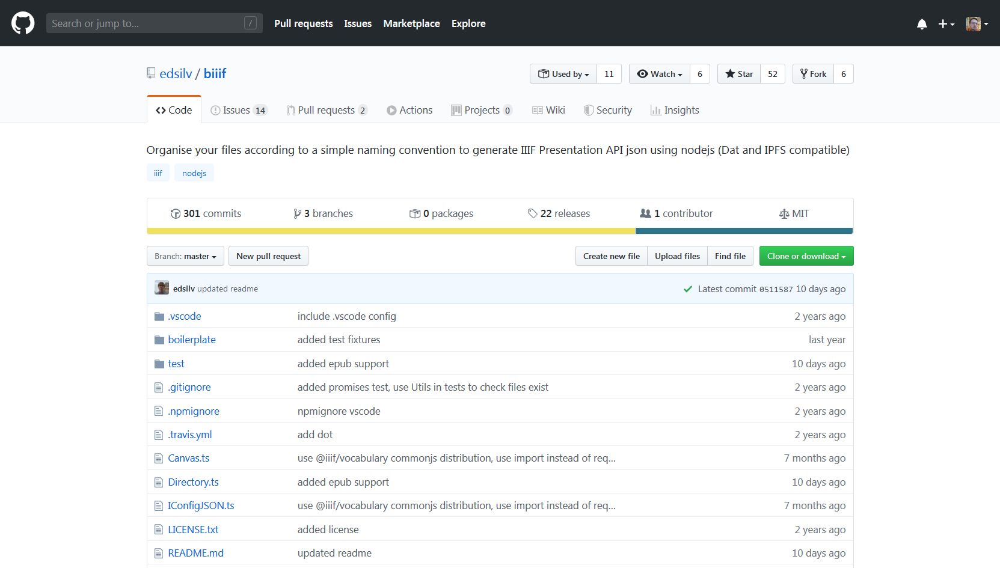 Search or jump to... / Pull requests Issues Marketplace Explore
edsilv / biiif Used by 11 Watch 6 Star 52 Fork 6
Code Issues 14 Pull requests 2 Actions Projects 0 Wiki Security Insights
Organise your files according to a simple naming convention to generate IIIF Presentation API json using nodejs (Dat and IPFS compatible)
iiif nodejs
301 commits 3 branches 0 packages 22 releases 1 contributor MIT
Branch: master New pull request Create new file Upload files Find file Clone or download
edsilv updated readme Latest commit 0511587 10 days ago
.vscode include .vscode config 2 years ago
boilerplate added test fixtures last year
test added epub support 10 days ago
.gitignore added promises test, use Utils in tests to check files exist 2 years ago
.npmignore npmignore vscode 2 years ago
.travis.yml add dot 2 years ago
Canvas.ts use @iiif/vocabulary commonjs distribution, use import instead of req... 7 months ago
Directory.ts added epub support 10 days ago
IConfigJSON.ts use @iiif/vocabulary commonjs distribution, use import instead of req... 7 months ago
LICENSE.txt added license 2 years ago
README.md updated readme 10 days ago